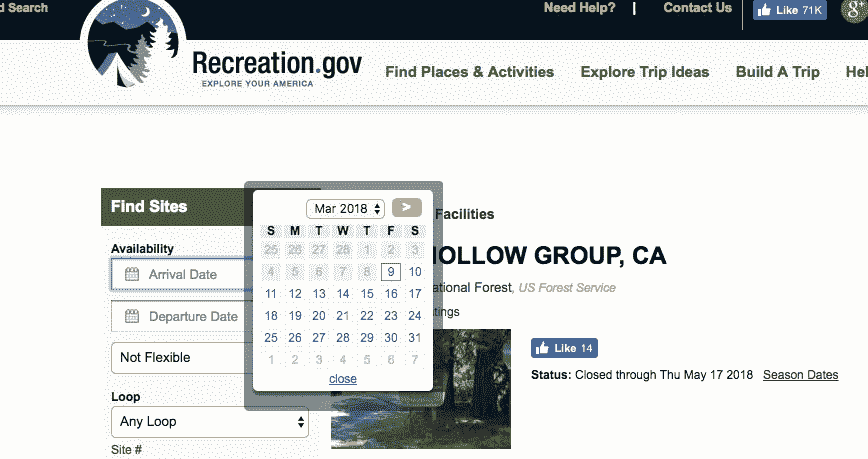 d Search
Need Help? | Contact Us
Like 71K
g+
Recreation.gov
EXPLORE YOUR AMERICA
Find Places & Activities
Explore Trip Ideas
Build A Trip
Hel
Find Sites
Availability
Arrival Date
Departure Date
Not Flexible
Loop
Any Loop
Site #
Mar 2018
>
S M T W T F S
25 26 27 28 1 2 3
4 5 6 7 8 9 10
11 12 13 14 15 16 17
18 19 20 21 22 23 24
25 26 27 28 29 30 31
1 2 3 4 5 6 7
close
Facilities
OLLOW GROUP, CA
ational Forest, US Forest Service
tings
Like 14
Status: Closed through Thu May 17 2018 Season Dates